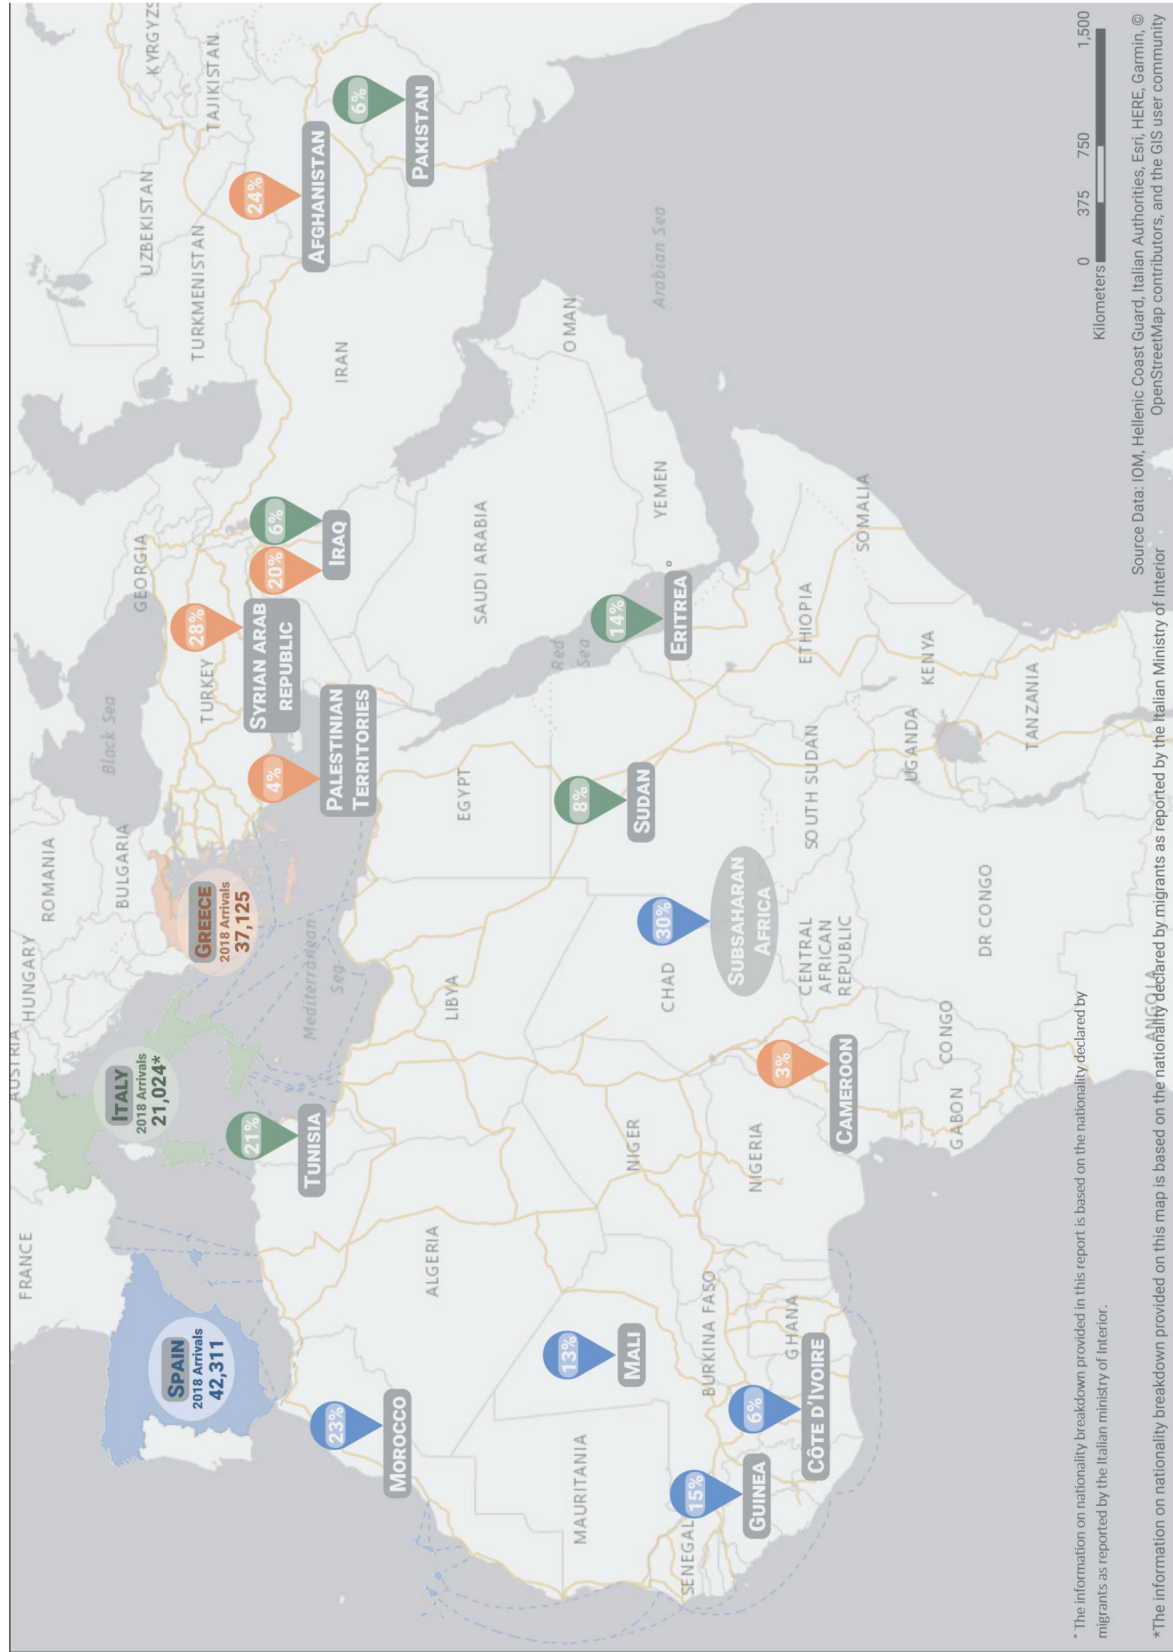 FRANCE
AUSTRIA
HUNGARY
ROMANIA
BULGARIA
Black Sea
GEORGIA
TURKEY
UZBEKISTAN
TURKMENISTAN
TAJIKISTAN
KYRGYZS
SPAIN
2018 Arrivals
42,311
ITALY
2018 Arrivals
21,024*
GREECE
2018 Arrivals
37,125
Mediterranean
Sea
28%
SYRIAN ARAB
REPUBLIC
4%
PALESTINIAN
TERRITORIES
20%
6%
IRAQ
24%
AFGHANISTAN
6%
PAKISTAN
IRAN
21%
TUNISIA
23%
MOROCCO
ALGERIA
LIBYA
EGYPT
SAUDI ARABIA
OMAN
Arabian Sea
YEMEN
Red
Sea
14%
ERITREA °
8%
SUDAN
30%
SUBSAHARAN
AFRICA
CHAD
NIGER
13%
MALI
MAURITANIA
SENEGAL
15%
GUINEA
6%
CÔTE D'IVOIRE
BURKINA FASO
GHANA
NIGERIA
3%
CAMEROON
CENTRAL
AFRICAN
REPUBLIC
SOUTH SUDAN
ETHIOPIA
SOMALIA
UGANDA
KENYA
TANZANIA
DR CONGO
CONGO
GABON
ANGOLA
0 375 750 1,500
Kilometers
° The information on nationality breakdown provided in this report is based on the nationality declared by
migrants as reported by the Italian ministry of Interior.
Source Data: IOM, Hellenic Coast Guard, Italian Authorities, Esri, HERE, Garmin, ©
OpenStreetMap contributors, and the GIS user community
*The information on nationality breakdown provided on this map is based on the nationality declared by migrants as reported by the Italian Ministry of Interior